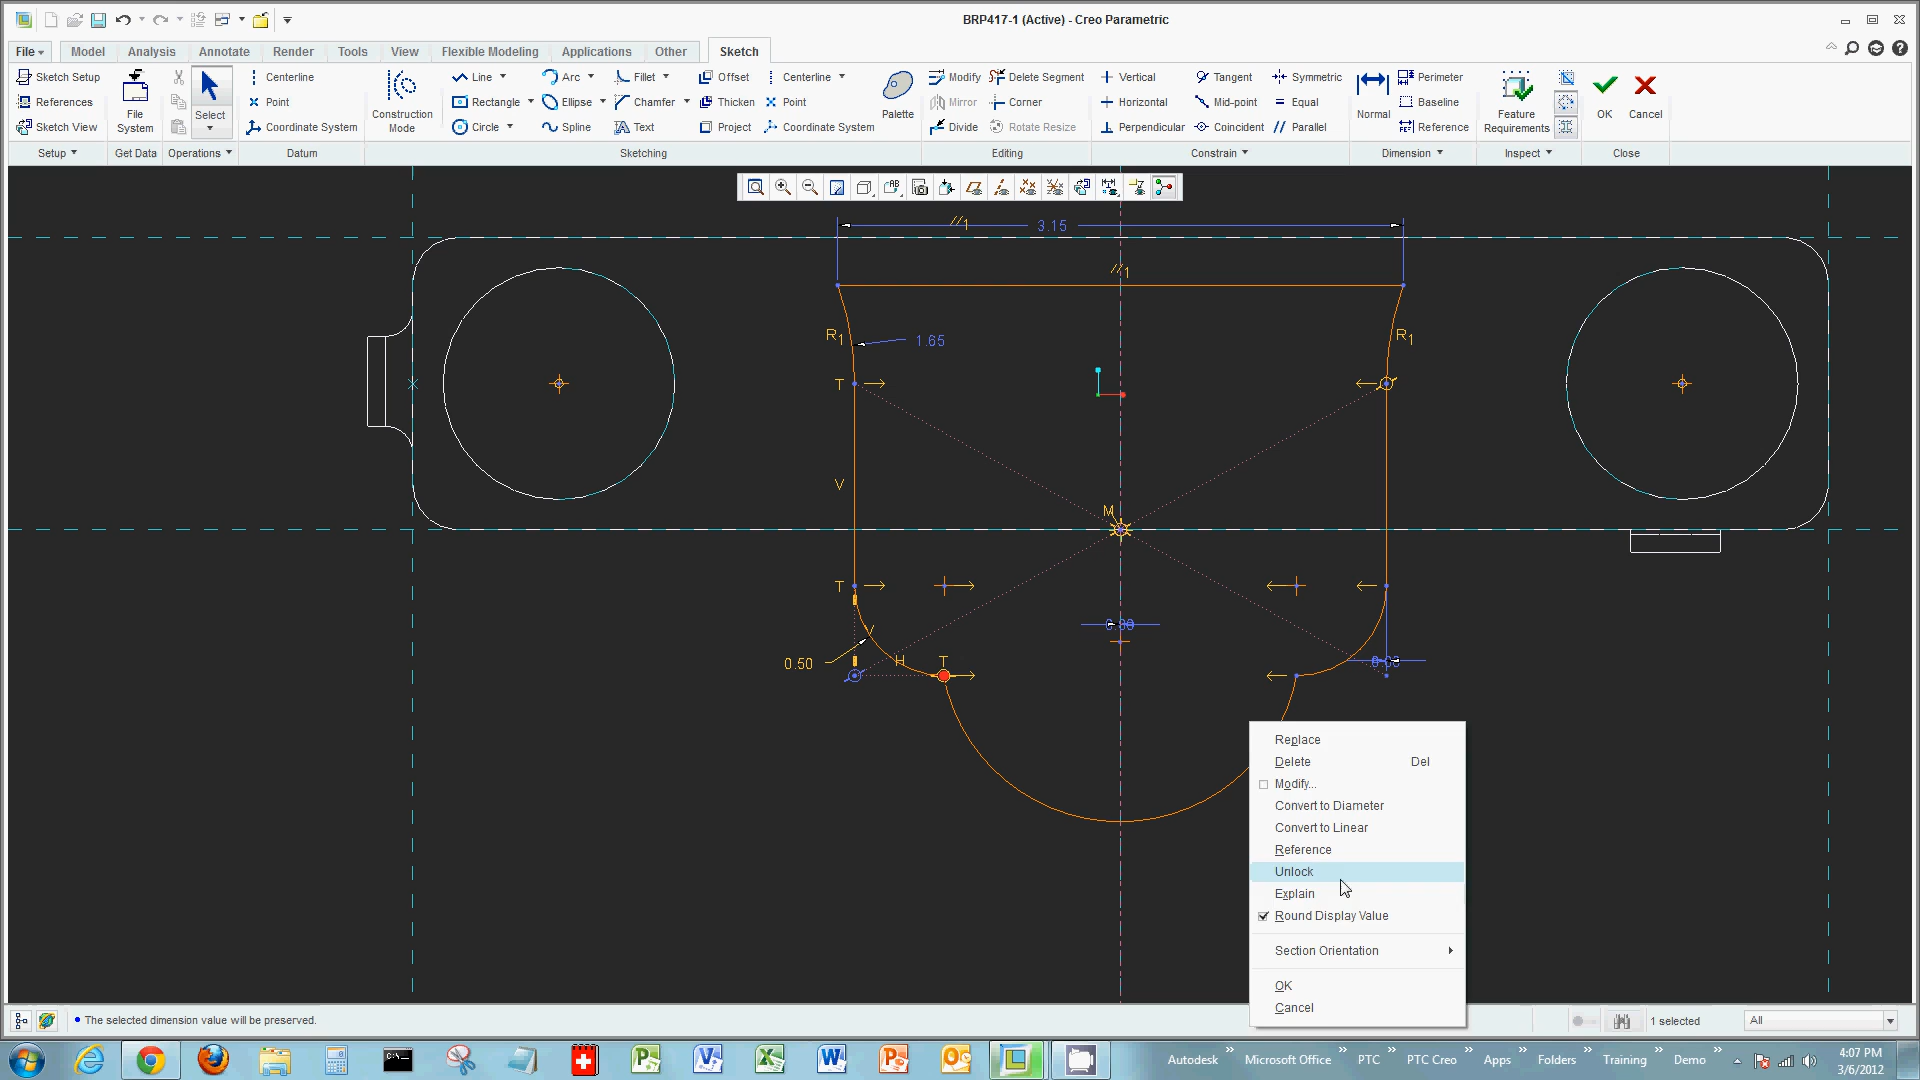 BRP417-1 (Active) - Creo Parametric
File Model Analysis Annotate Render Tools View Flexible Modeling Applications Other Sketch
Sketch Setup
References
Sketch View
Setup
File System
Get Data
Select
Operations
Centerline
Point
Coordinate System
Datum
Construction Mode
Line Arc Fillet Offset Centerline
Rectangle Ellipse Chamfer Thicken Point
Circle Spline Text Project Coordinate System
Palette
Sketching
Modify Delete Segment
Mirror Corner
Divide Rotate Resize
Editing
Vertical Tangent Symmetric
Horizontal Mid-point Equal
Perpendicular Coincident Parallel
Constrain
Normal
Perimeter
Baseline
Reference
Dimension
Feature Requirements
Inspect
OK
Cancel
Close
//1
3.15
//1
R1
1.65
R1
T
V
M
T
V
0.50
H
T
Replace
Delete Del
Modify...
Convert to Diameter
Convert to Linear
Reference
Unlock
Explain
Round Display Value
Section Orientation
OK
Cancel
The selected dimension value will be preserved.
1 selected
All
Autodesk » Microsoft Office » PTC » PTC Creo » Apps » Folders » Training » Demo »
4:07 PM
3/6/2012